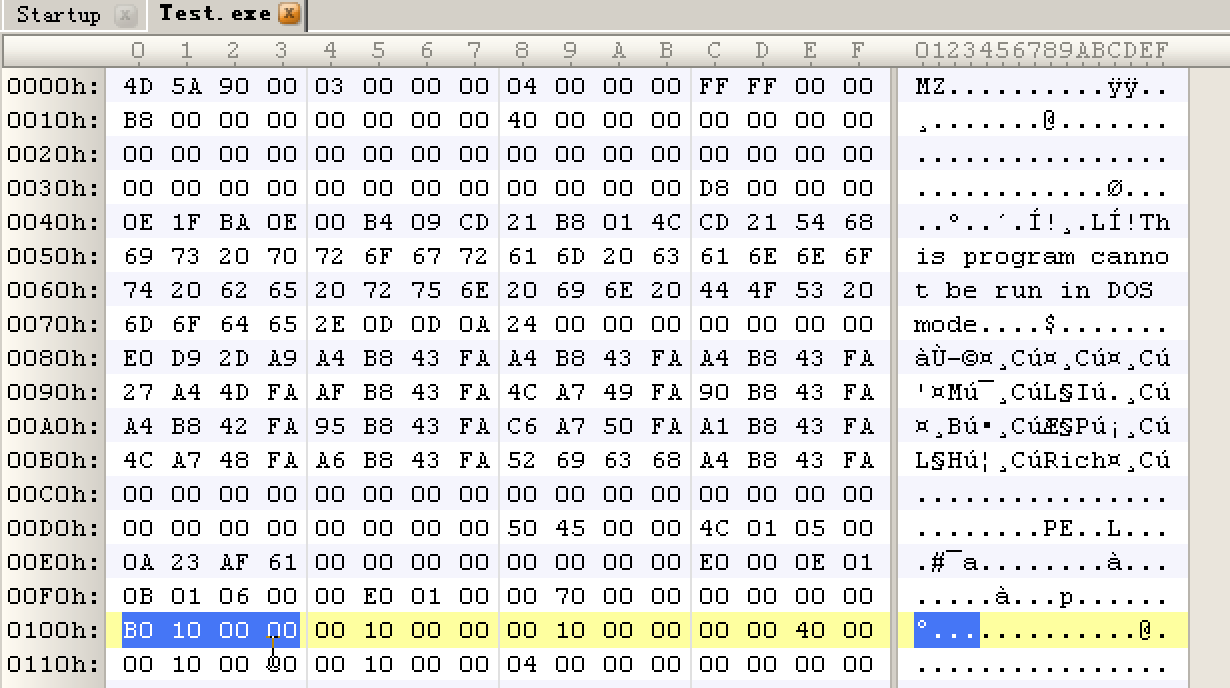 Startup Test.exe
0 1 2 3 4 5 6 7 8 9 A B C D E F 0123456789ABCDEF
0000h: 4D 5A 90 00 03 00 00 00 04 00 00 00 FF FF 00 00 MZ..........ÿÿ..
0010h: B8 00 00 00 00 00 00 00 40 00 00 00 00 00 00 00 ¸.......@.......
0020h: 00 00 00 00 00 00 00 00 00 00 00 00 00 00 00 00 ................
0030h: 00 00 00 00 00 00 00 00 00 00 00 00 D8 00 00 00 ............Ø...
0040h: 0E 1F BA 0E 00 B4 09 CD 21 B8 01 4C CD 21 54 68 ..º..´.Í!¸.LÍ!Th
0050h: 69 73 20 70 72 6F 67 72 61 6D 20 63 61 6E 6E 6F is program canno
0060h: 74 20 62 65 20 72 75 6E 20 69 6E 20 44 4F 53 20 t be run in DOS
0070h: 6D 6F 64 65 2E 0D 0D 0A 24 00 00 00 00 00 00 00 mode....$.......
0080h: E0 D9 2D A9 A4 B8 43 FA A4 B8 43 FA A4 B8 43 FA àÙ-©¤¸Cú¤¸Cú¤¸Cú
0090h: 27 A4 4D FA AF B8 43 FA 4C A7 49 FA 90 B8 43 FA '¤Mú¯¸CúL§Iú.¸Cú
00A0h: A4 B8 42 FA 95 B8 43 FA C6 A7 50 FA A1 B8 43 FA ¤¸Bú•¸CúÆ§Pú¡¸Cú
00B0h: 4C A7 48 FA A6 B8 43 FA 52 69 63 68 A4 B8 43 FA L§Hú¦¸CúRich¤¸Cú
00C0h: 00 00 00 00 00 00 00 00 00 00 00 00 00 00 00 00 ................
00D0h: 00 00 00 00 00 00 00 00 50 45 00 00 4C 01 05 00 ........PE..L...
00E0h: 0A 23 AF 61 00 00 00 00 00 00 00 00 E0 00 0E 01 .#¯a........à...
00F0h: 0B 01 06 00 00 E0 01 00 00 70 00 00 00 00 00 00 .....à...p......
0100h: B0 10 00 00 00 10 00 00 00 10 00 00 00 00 40 00 °.............@.
0110h: 00 10 00 00 00 10 00 00 04 00 00 00 00 00 00 00 ................